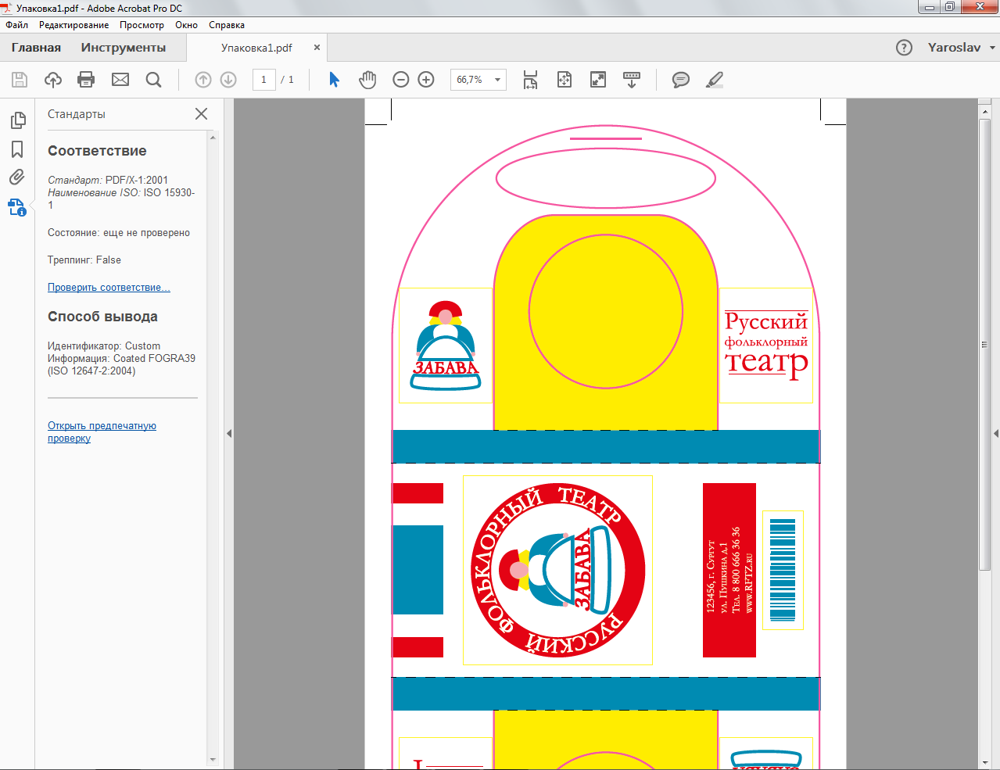 Упаковка1.pdf - Adobe Acrobat Pro DC
Файл Редактирование Просмотр Окно Справка
Главная Инструменты Упаковка1.pdf × ? Yaroslav
1 / 1 66,7%
Стандарты
Соответствие
Стандарт: PDF/X-1:2001
Наименование ISO: ISO 15930-
1
Состояние: еще не проверено
Треппинг: False
Проверить соответствие...
Способ вывода
Идентификатор: Custom
Информация: Coated FOGRA39
(ISO 12647-2:2004)
Открыть предпечатную
проверку
ЗАБАВА
Русский
фольклорный
театр
РУССКИЙ ФОЛЬКЛОРНЫЙ ТЕАТР
ЗАБАВА
123456, г. Сургут
ул. Пушкина д.1
Тел. 8 800 666 36 36
www.RFTZ.ru
ЗАБАВА